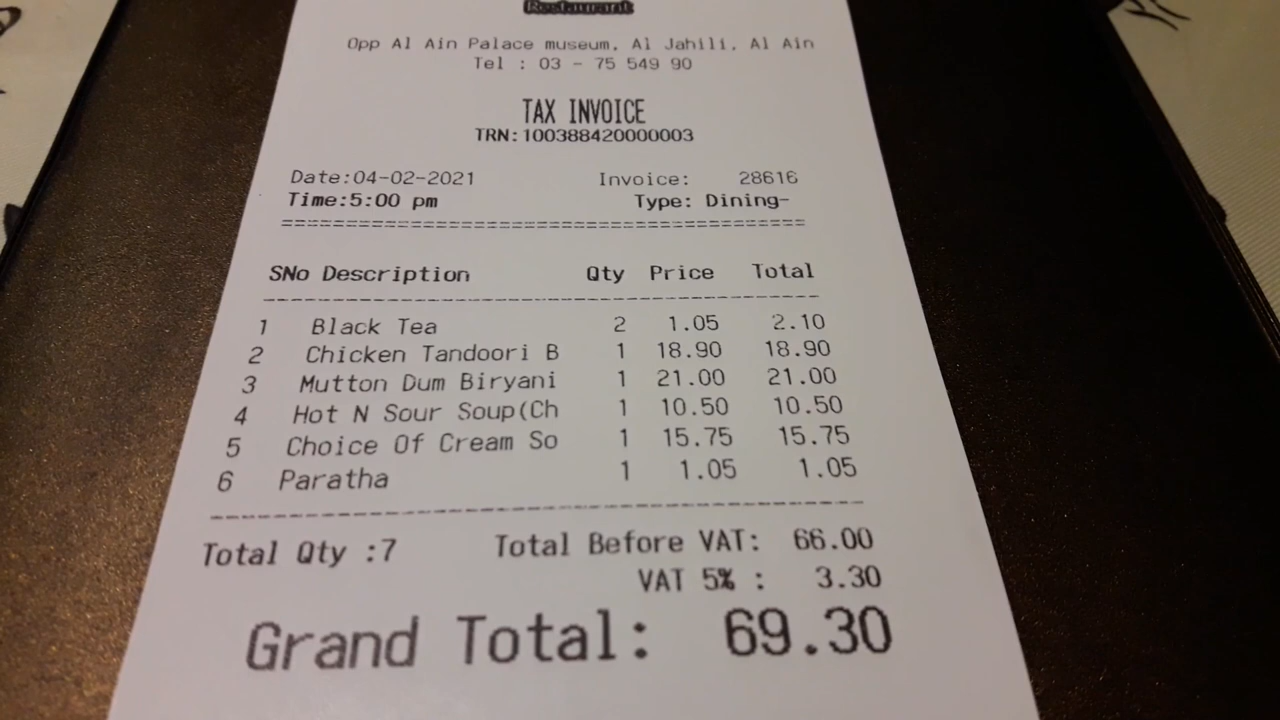 Restaurant
Opp Al Ain Palace museum, Al Jahili, Al Ain
Tel : 03 - 75 549 90
TAX INVOICE
TRN:100388420000003
Date:04-02-2021 Invoice: 28616
Time:5:00 pm Type: Dining-
SNo Description Qty Price Total
1 Black Tea 2 1.05 2.10
2 Chicken Tandoori B 1 18.90 18.90
3 Mutton Dum Biryani 1 21.00 21.00
4 Hot N Sour Soup(Ch 1 10.50 10.50
5 Choice Of Cream So 1 15.75 15.75
6 Paratha 1 1.05 1.05
Total Qty :7 Total Before VAT: 66.00
VAT 5% : 3.30
Grand Total: 69.30